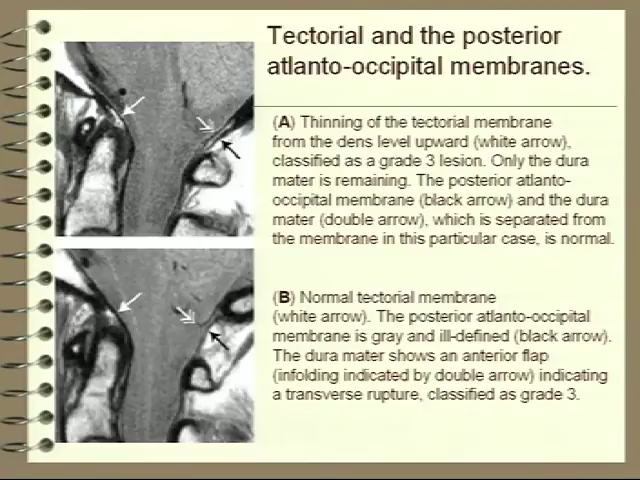 Tectorial and the posterior
atlanto-occipital membranes.
(A) Thinning of the tectorial membrane
from the dens level upward (white arrow),
classified as a grade 3 lesion. Only the dura
mater is remaining. The posterior atlanto-
occipital membrane (black arrow) and the dura
mater (double arrow), which is separated from
the membrane in this particular case, is normal.
(B) Normal tectorial membrane
(white arrow). The posterior atlanto-occipital
membrane is gray and ill-defined (black arrow).
The dura mater shows an anterior flap
(infolding indicated by double arrow) indicating
a transverse rupture, classified as grade 3.